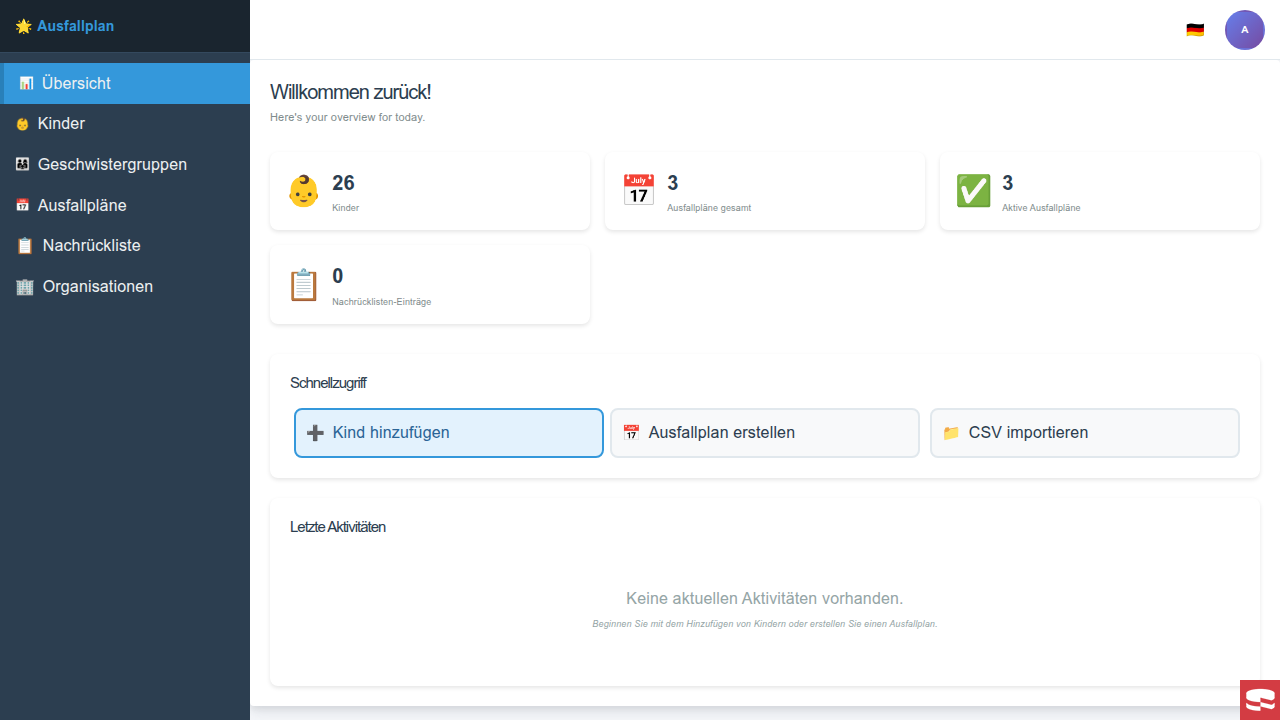 Ausfallplan
A
Übersicht
Kinder
Geschwistergruppen
Ausfallpläne
Nachrückliste
Organisationen
Willkommen zurück!
Here's your overview for today.
26
Kinder
July
17
3
Ausfallpläne gesamt
3
Aktive Ausfallpläne
0
Nachrücklisten-Einträge
Schnellzugriff
Kind hinzufügen
Ausfallplan erstellen
CSV importieren
Letzte Aktivitäten
Keine aktuellen Aktivitäten vorhanden.
Beginnen Sie mit dem Hinzufügen von Kindern oder erstellen Sie einen Ausfallplan.